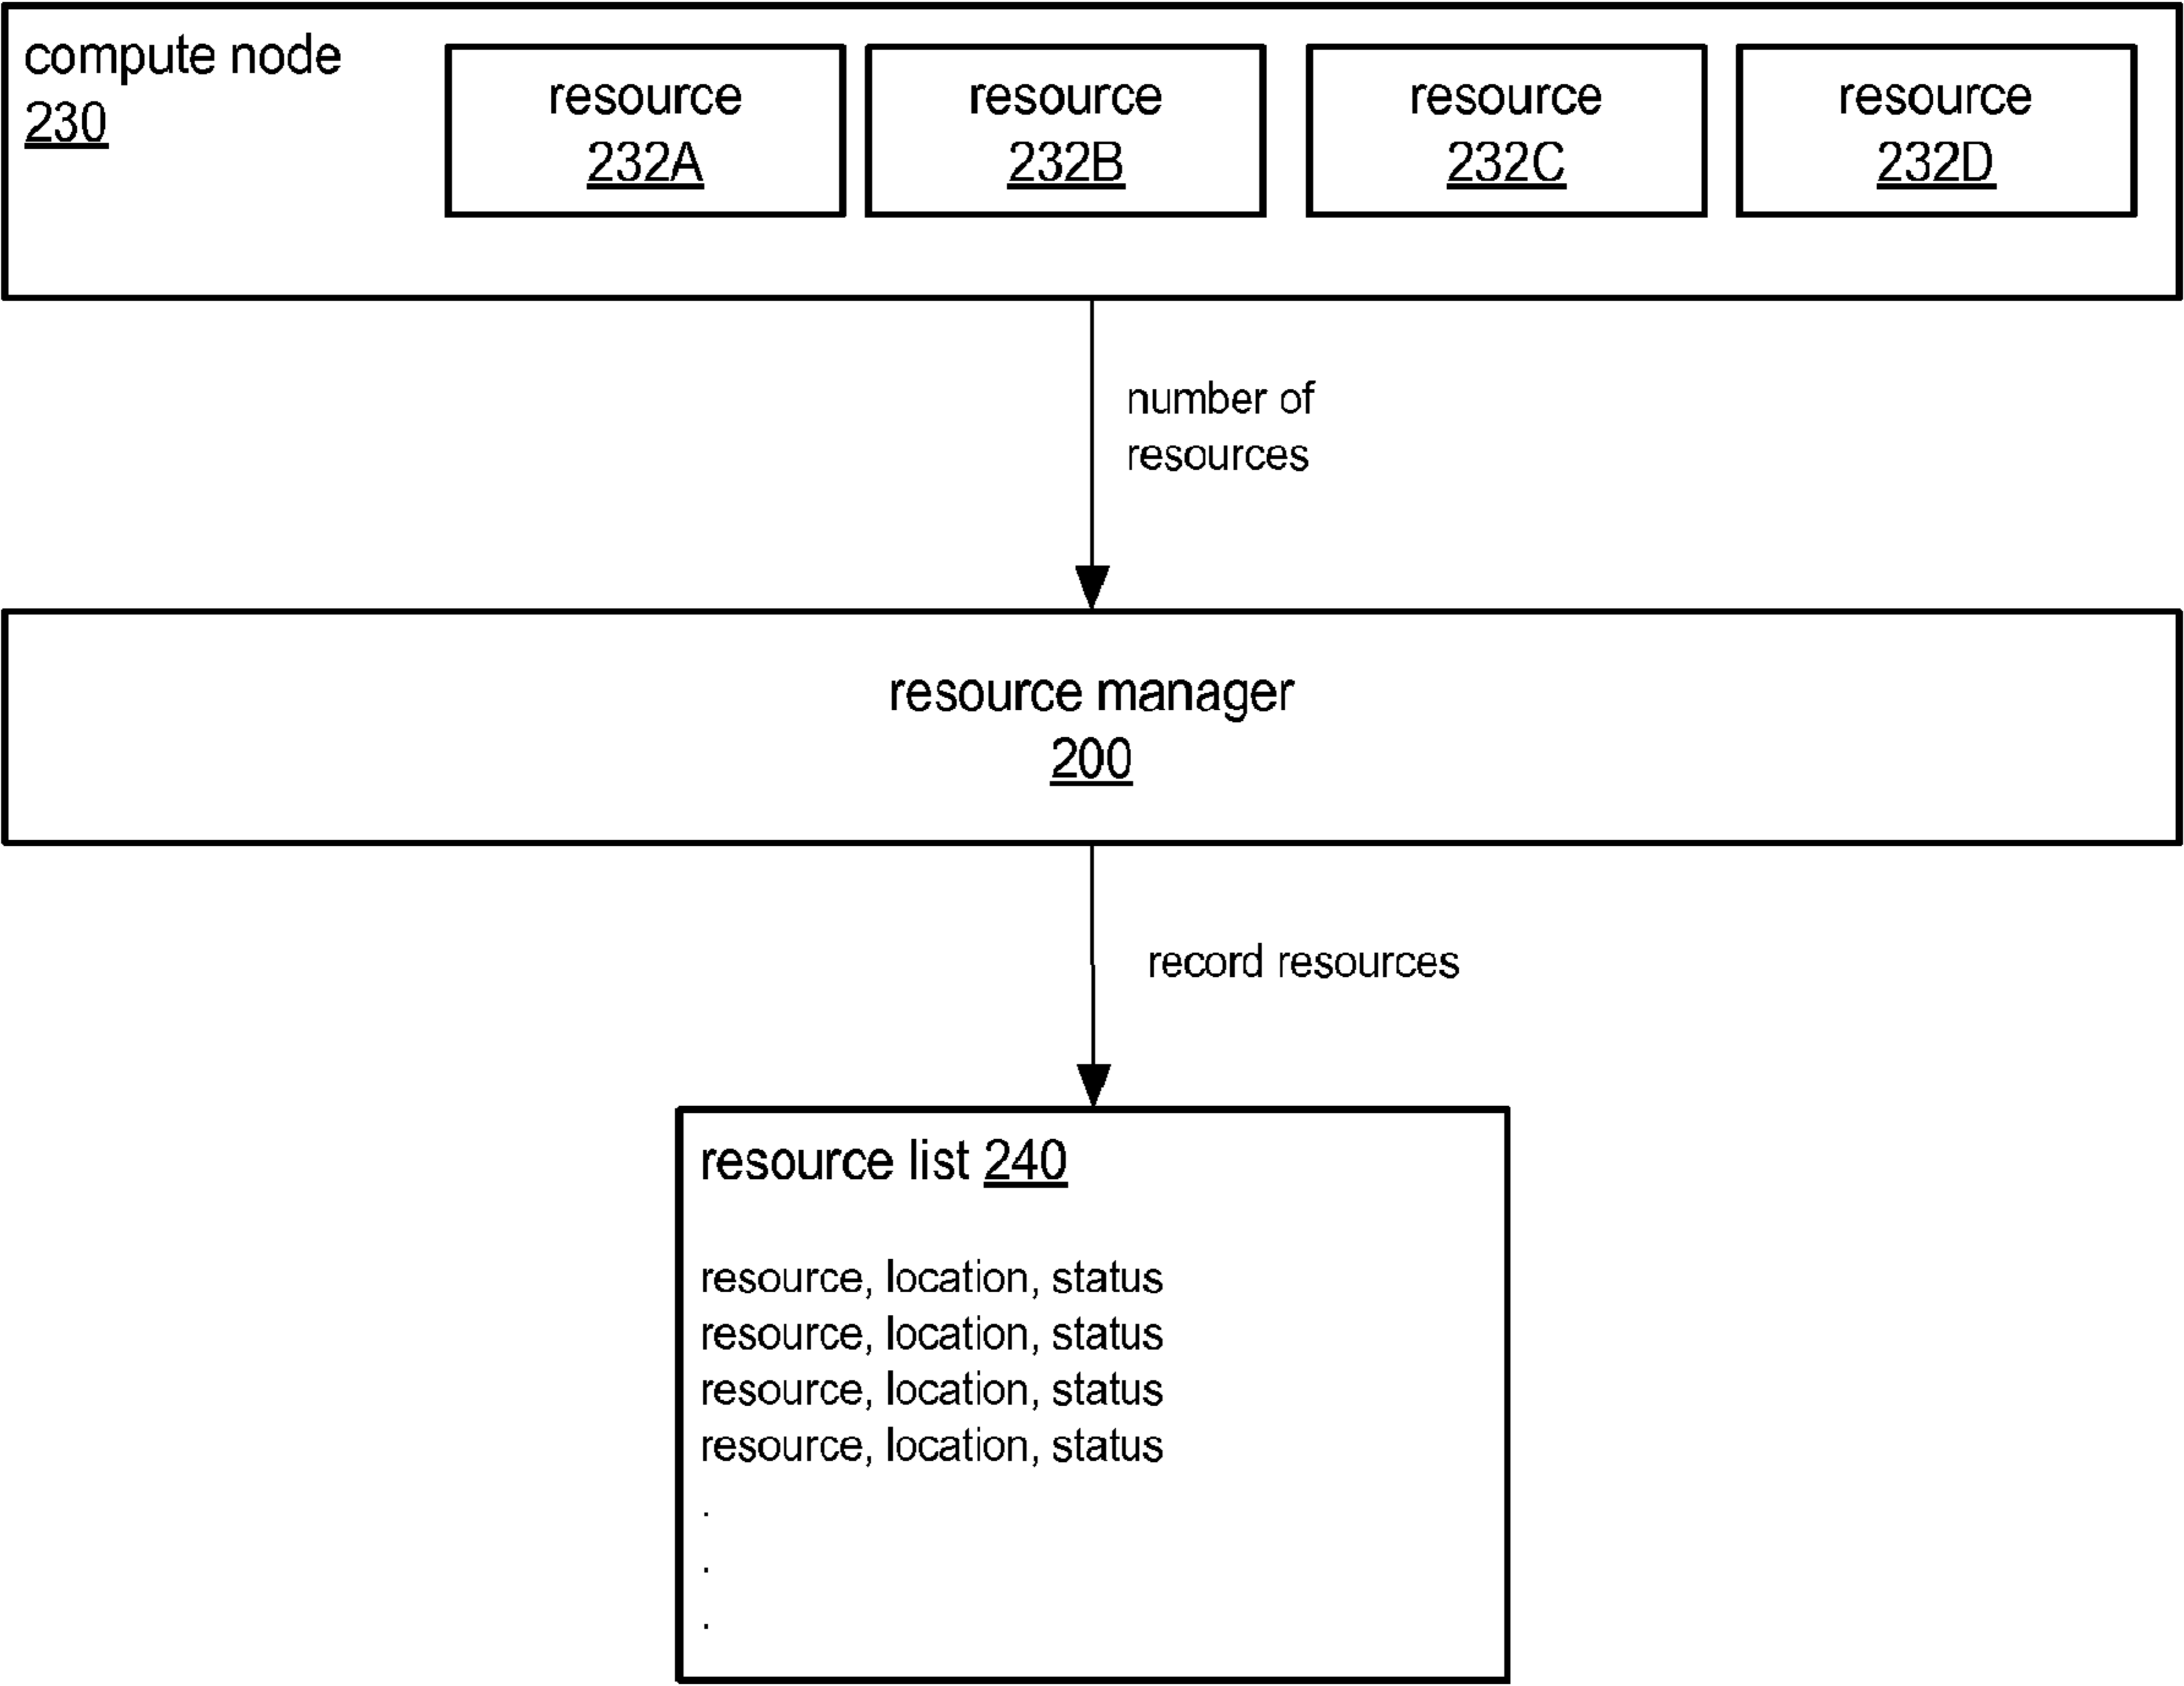 compute node
230
resource
232A
resource
232B
resource
232C
resource
232D
number of
resources
resource manager
200
record resources
resource list 240
resource, location, status
resource, location, status
resource, location, status
resource, location, status
.
.
.